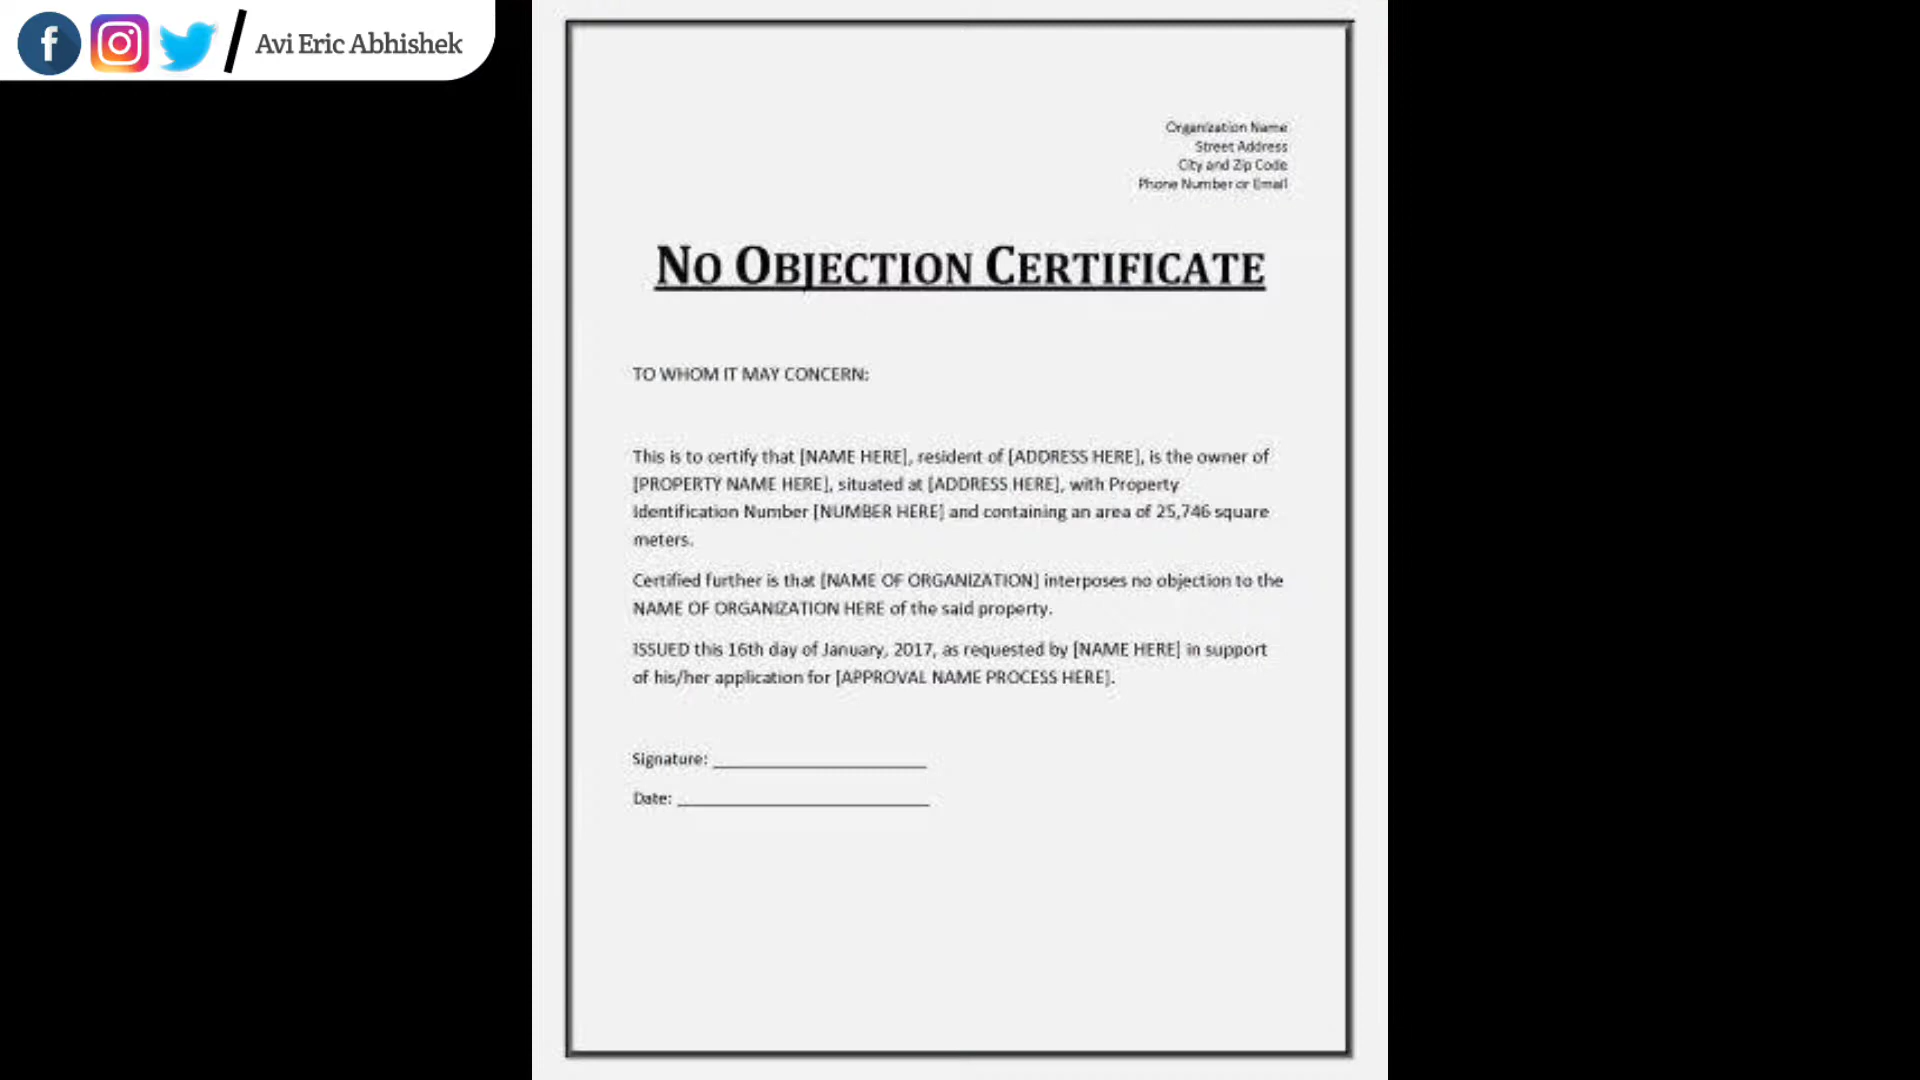 Avi Eric Abhishek
Organization Name
Street Address
City and Zip Code
Phone Number or Email
NO OBJECTION CERTIFICATE
TO WHOM IT MAY CONCERN:
This is to certify that [NAME HERE], resident of [ADDRESS HERE], is the owner of
[PROPERTY NAME HERE], situated at [ADDRESS HERE], with Property
Identification Number [NUMBER HERE] and containing an area of 25,746 square
meters.
Certified further is that [NAME OF ORGANIZATION] interposes no objection to the
NAME OF ORGANIZATION HERE of the said property.
ISSUED this 16th day of January, 2017, as requested by [NAME HERE] in support
of his/her application for [APPROVAL NAME PROCESS HERE].
Signature:
Date: